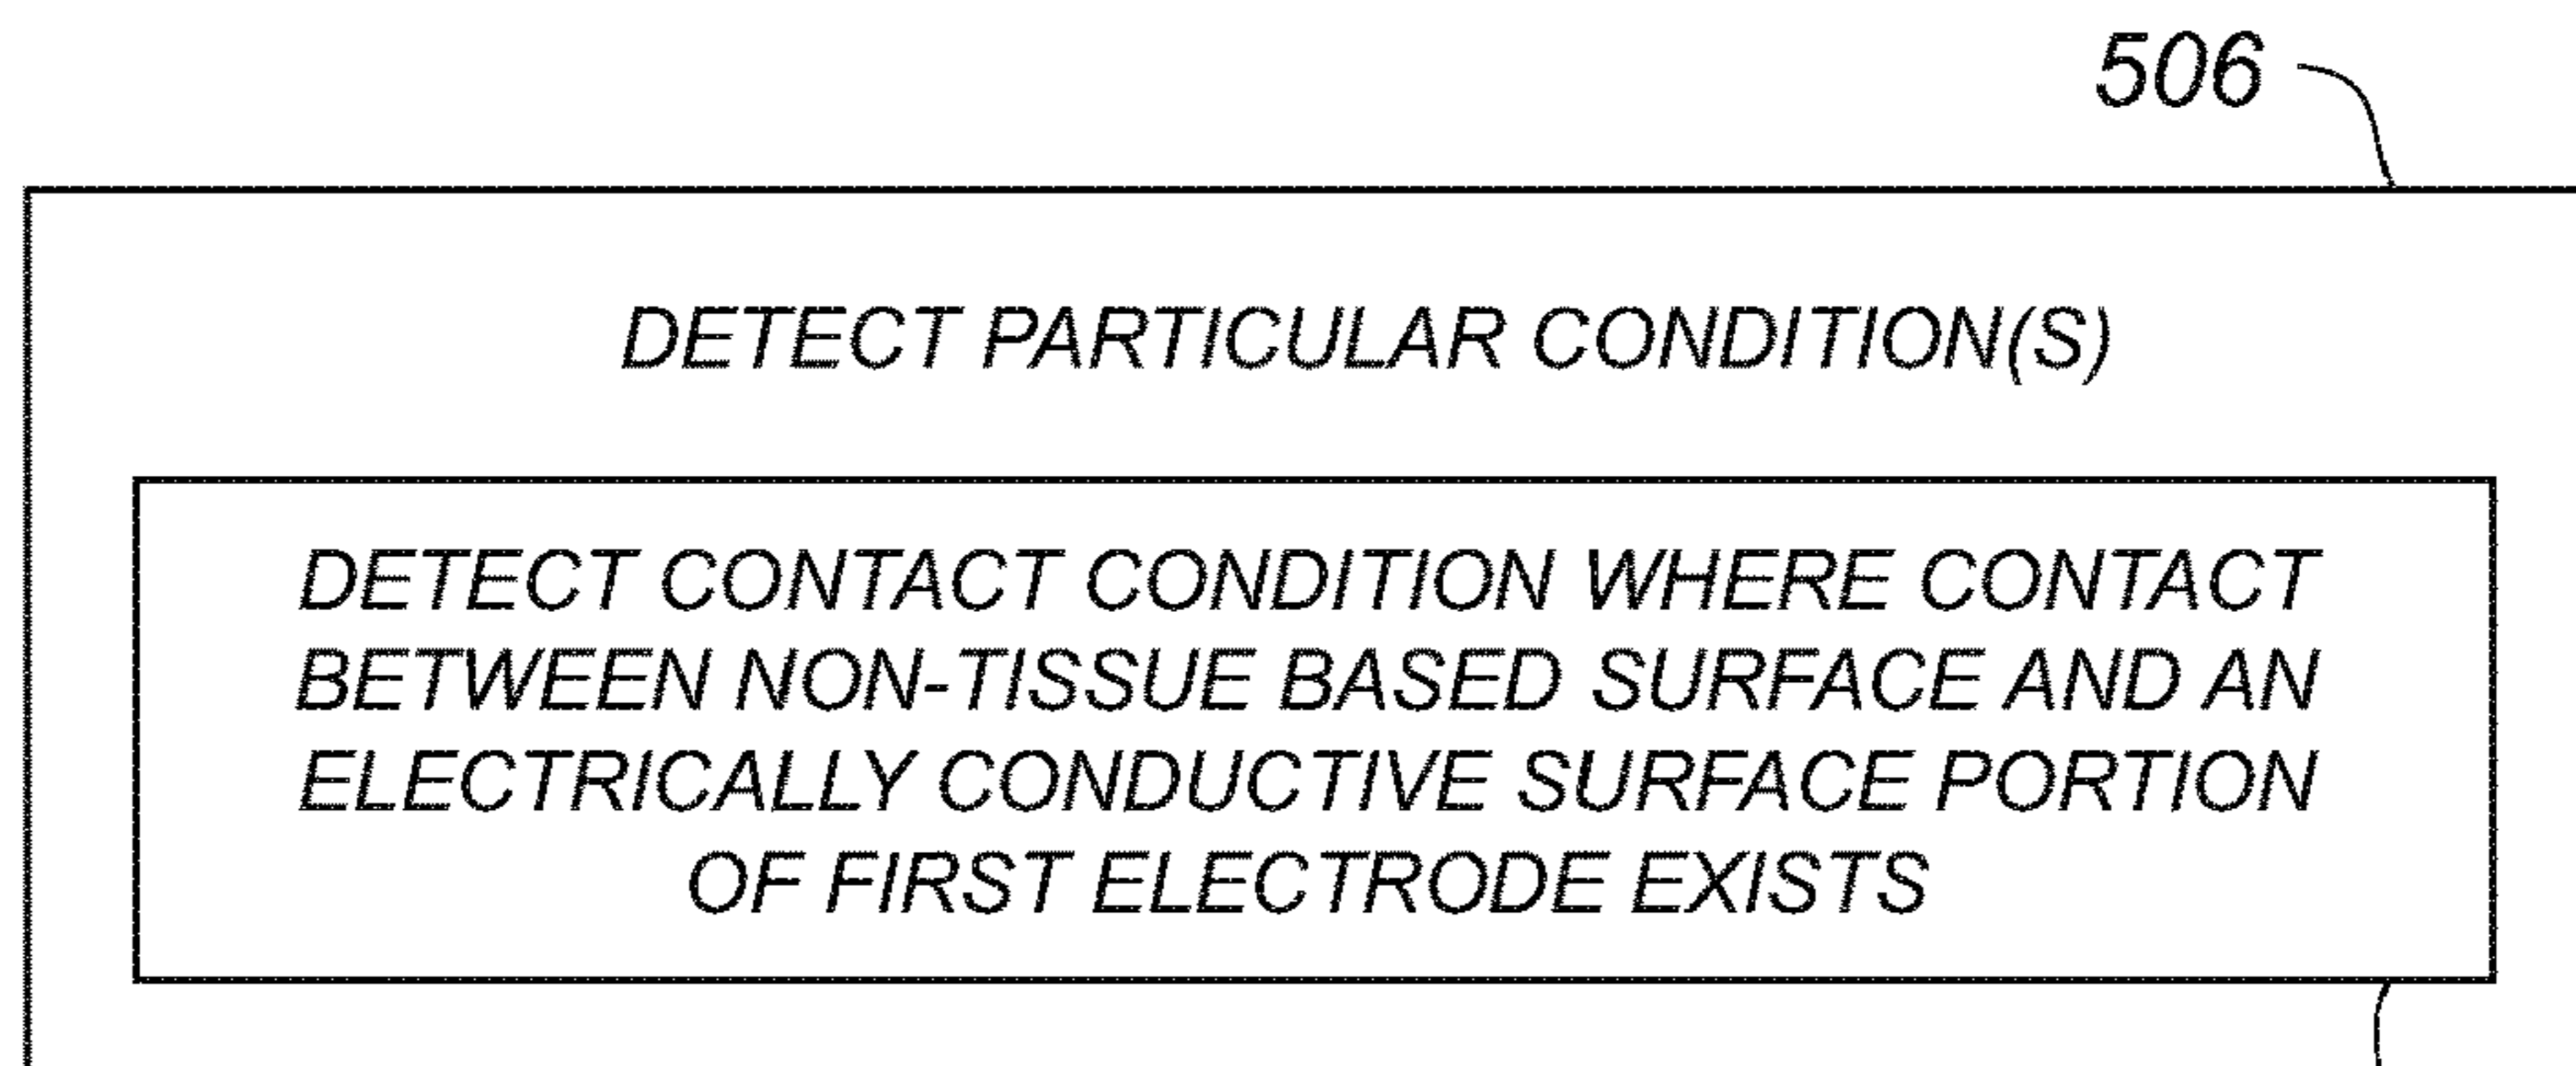 506
DETECT PARTICULAR CONDITION(S)
DETECT CONTACT CONDITION WHERE CONTACT
BETWEEN NON-TISSUE BASED SURFACE AND AN
ELECTRICALLY CONDUCTIVE SURFACE PORTION
OF FIRST ELECTRODE EXISTS